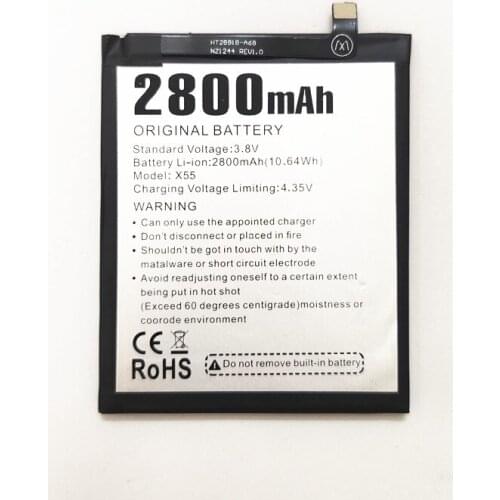 HT28918-A68
NZ1244 REV1.0
2800mAh
ORIGINAL BATTERY
Standard Voltage:3.8V
Battery Li-ion:2800mAh(10.64Wh)
Model: X55
Charging Voltage Limiting:4.35V
WARNING
• Can only use the appointed charger
• Don't disconnect or placed in fire
• Shouldn't be got in touch with by the
matalware or short circuit electrode
• Avoid readjusting oneself to a certain extent
being put in hot shift
(Exceed 60 degrees centigrade)moistness or
coorode environment
CE
RoHS
Do not remove built-in battery